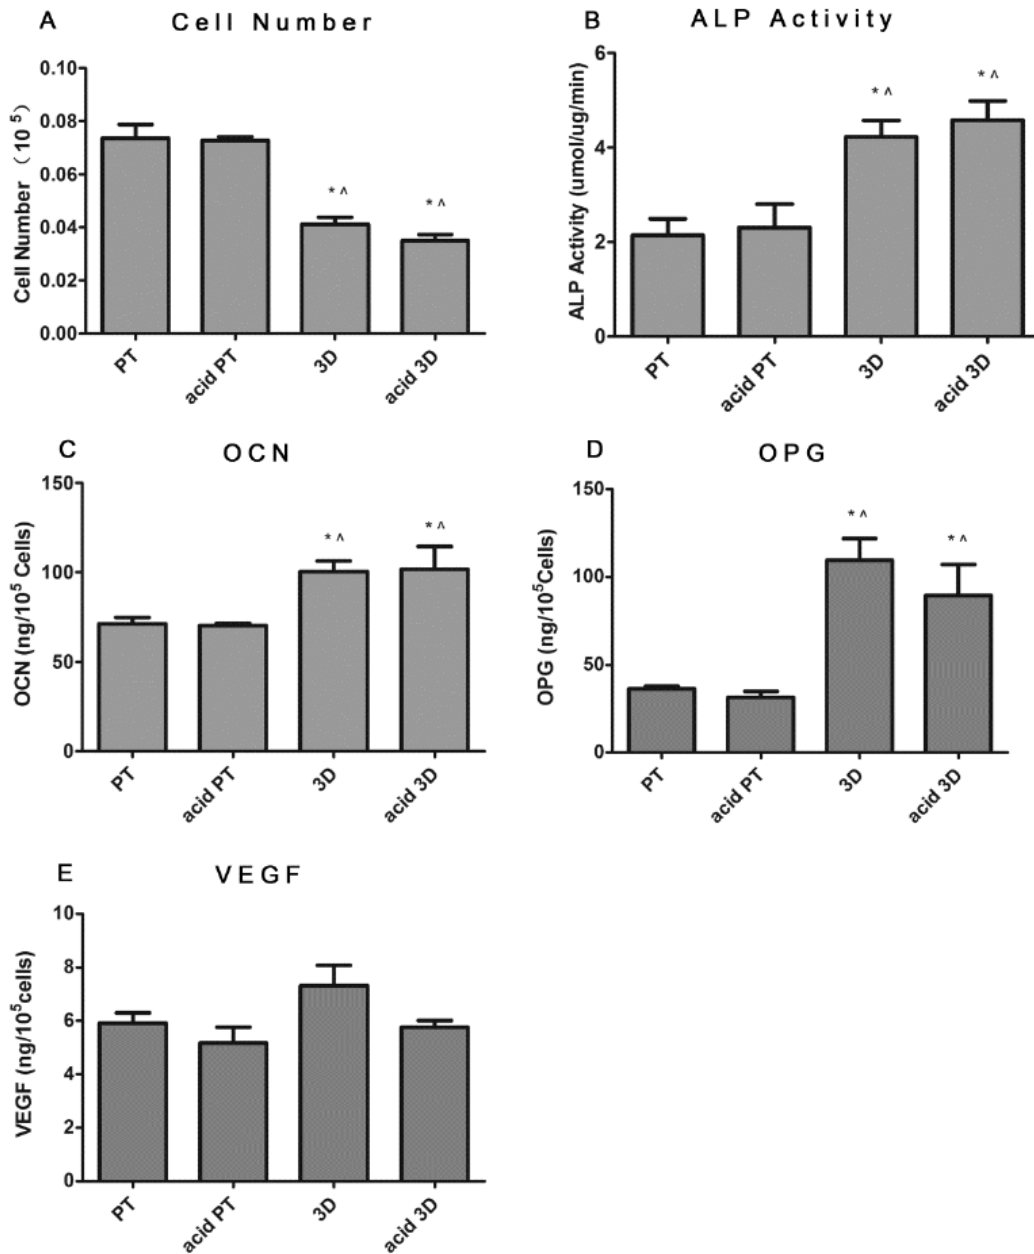 A
Cell Number
Cell Number (10⁵)
0.10
0.08
0.06
0.04
0.02
0.00
* ^
* ^
PT
acid PT
3D
acid 3D
B
ALP Activity
ALP Activity (umol/ug/min)
6
4
2
0
* ^
* ^
PT
acid PT
3D
acid 3D
C
OCN
OCN (ng/10⁵ Cells)
150
100
50
0
* ^
* ^
PT
acid PT
3D
acid 3D
D
OPG
OPG (ng/10⁵Cells)
150
100
50
0
* ^
* ^
PT
acid PT
3D
acid 3D
E
VEGF
VEGF (ng/10⁵cells)
10
8
6
4
2
0
PT
acid PT
3D
acid 3D